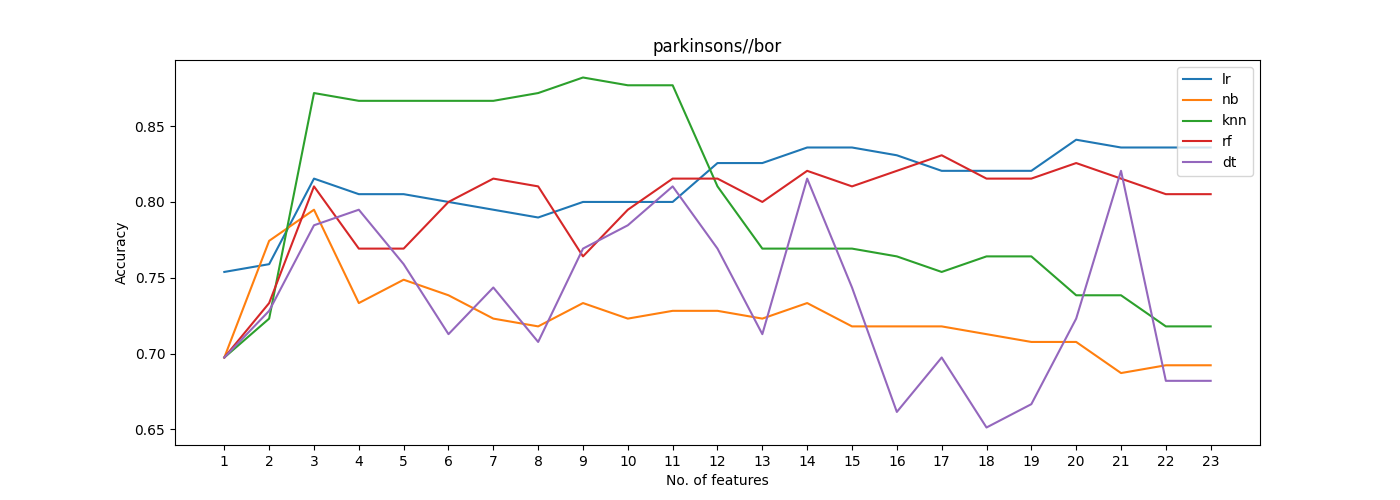 parkinsons//bor
lr
nb
knn
rf
dt
Accuracy
0.85
0.80
0.75
0.70
0.65
1 2 3 4 5 6 7 8 9 10 11 12 13 14 15 16 17 18 19 20 21 22 23
No. of features